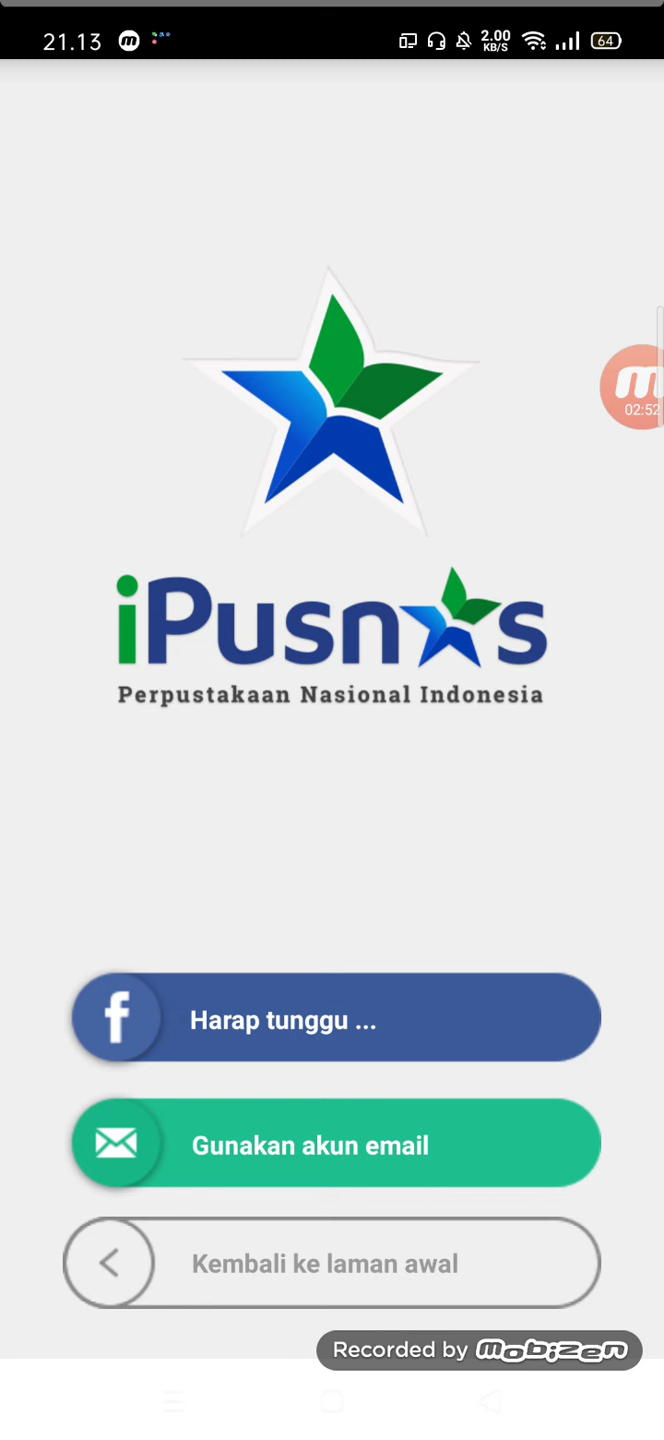 21.13
2.00
KB/S
64
02:52
iPusnas
Perpustakaan Nasional Indonesia
Harap tunggu ...
Gunakan akun email
Kembali ke laman awal
Recorded by mobizen